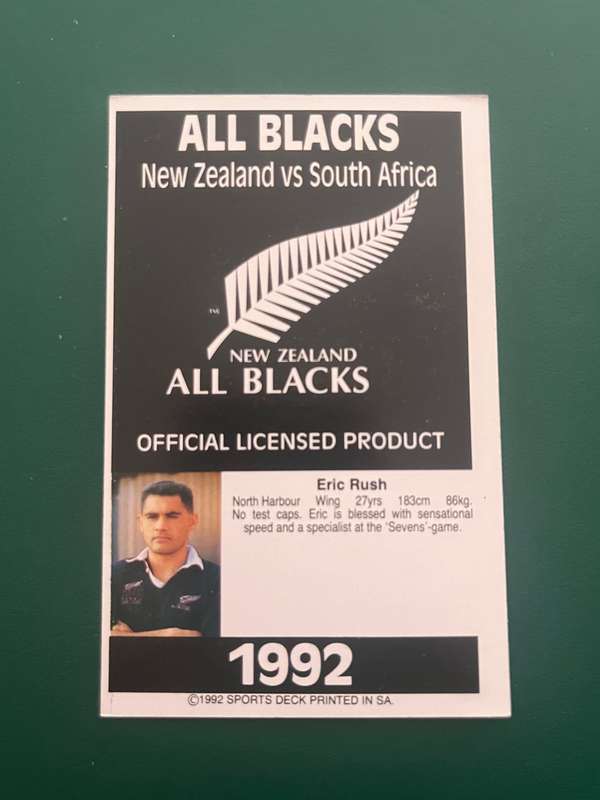 ALL BLACKS
New Zealand vs South Africa
TM
NEW ZEALAND
ALL BLACKS
OFFICIAL LICENSED PRODUCT
Eric Rush
North Harbour Wing 27yrs 183cm 86kg.
No test caps. Eric is blessed with sensational
speed and a specialist at the 'Sevens'-game.
1992
©1992 SPORTS DECK PRINTED IN SA.